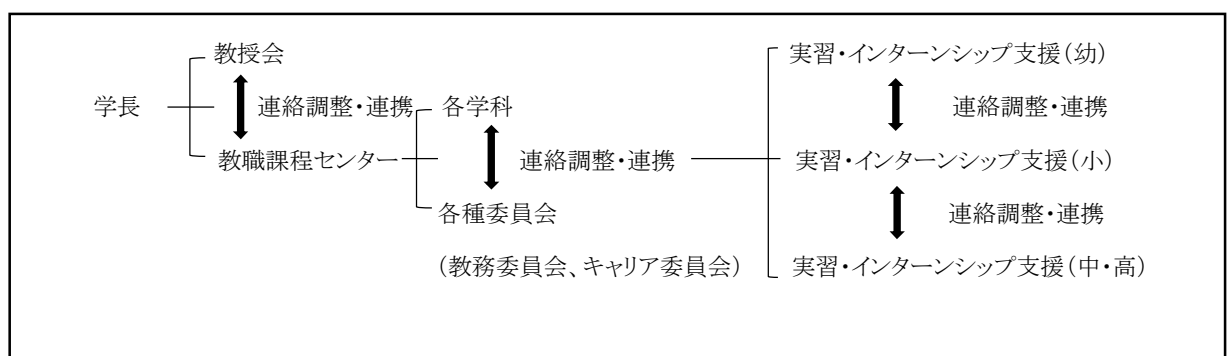 教授会
実習・インターンシップ支援(幼)
学長
連絡調整・連携
各学科
連絡調整・連携
教職課程センター
連絡調整・連携
実習・インターンシップ支援(小)
各種委員会
連絡調整・連携
(教務委員会、キャリア委員会)
実習・インターンシップ支援(中・高)